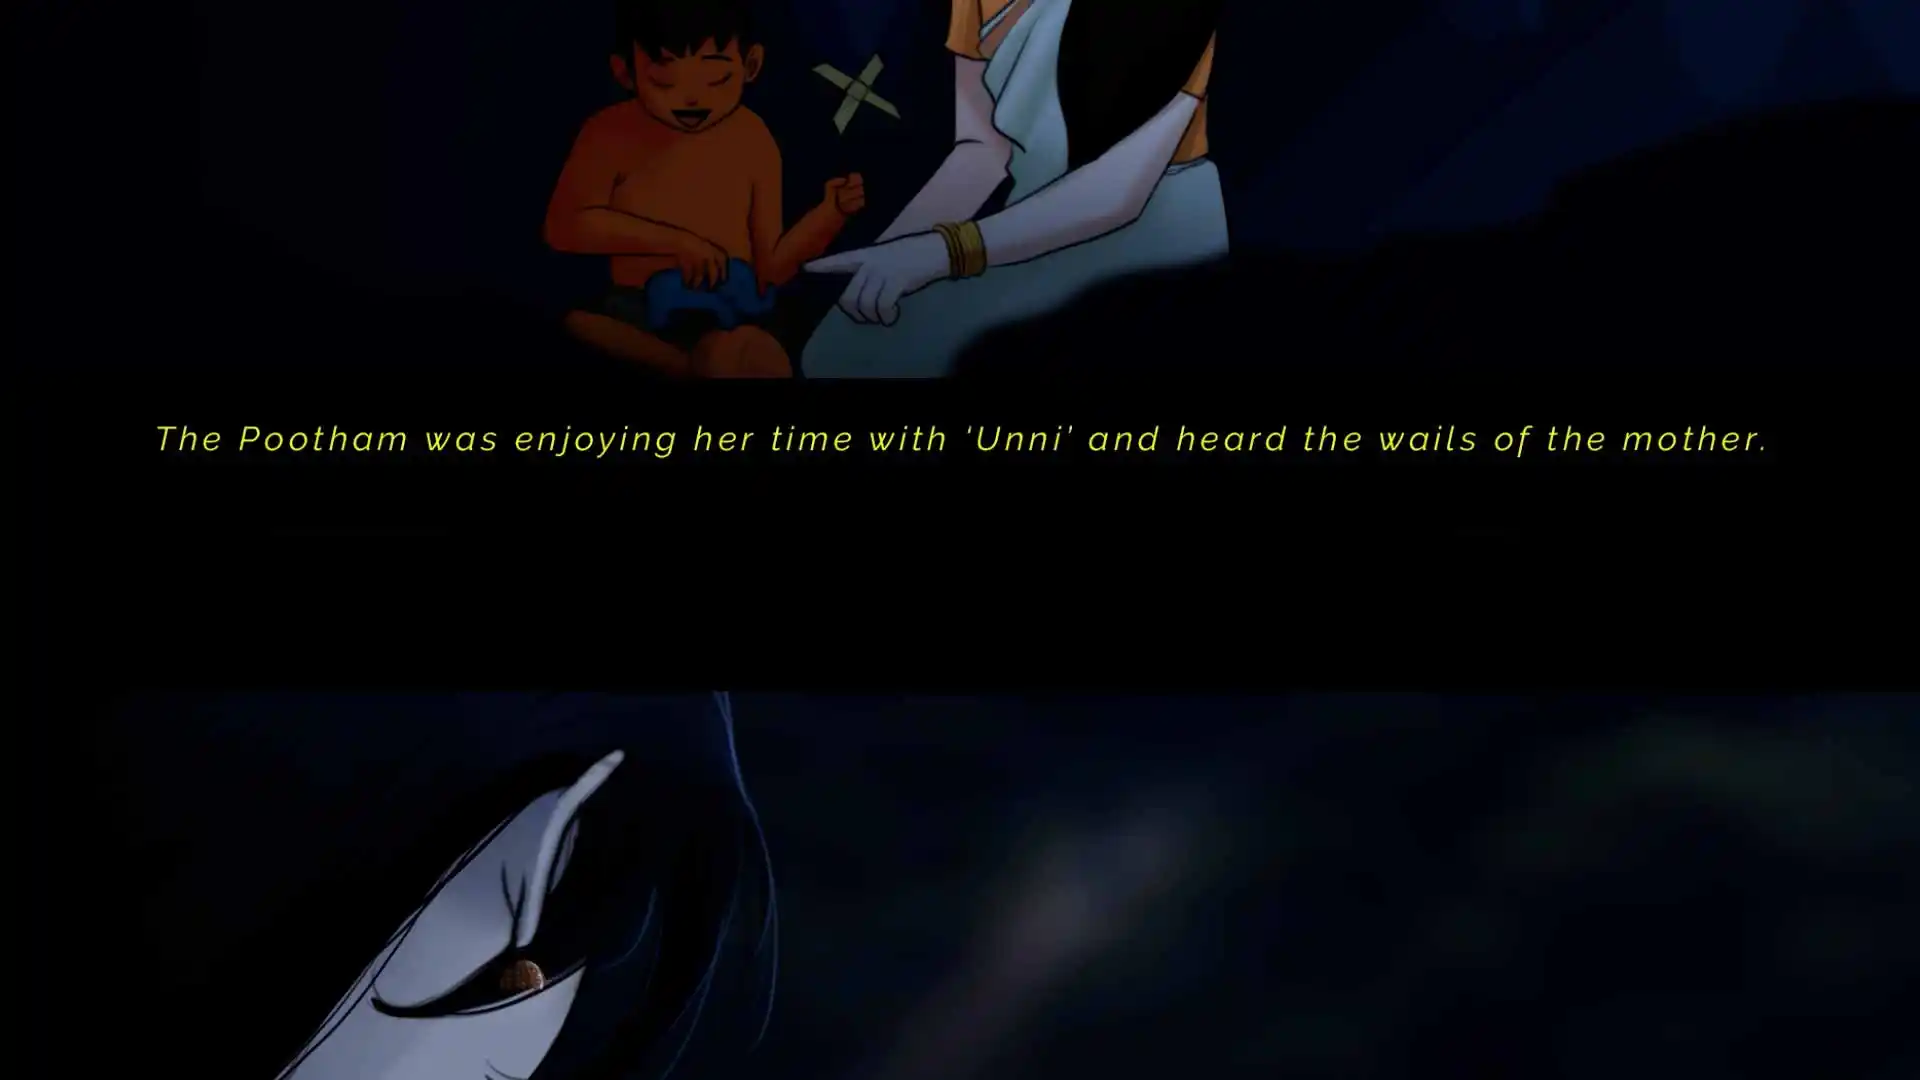 The Pootham was enjoying her time with ‘Unni’ and heard the wails of the mother.